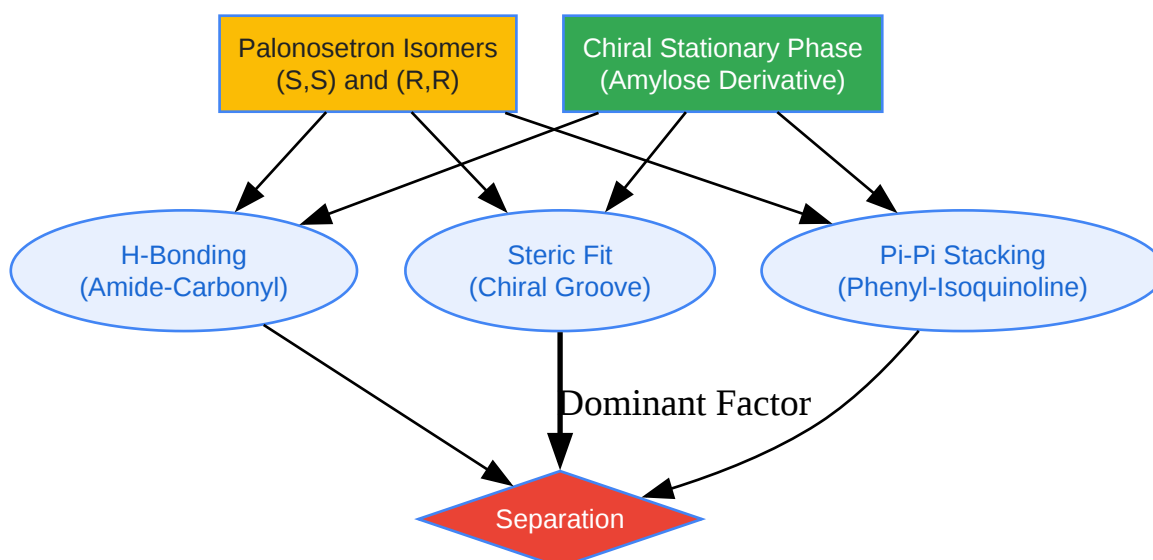 Palonosetron Isomers
(S,S) and (R,R)
Chiral Stationary Phase
(Amylose Derivative)
H-Bonding
(Amide-Carbonyl)
Steric Fit
(Chiral Groove)
Pi-Pi Stacking
(Phenyl-Isoquinoline)
Dominant Factor
Separation